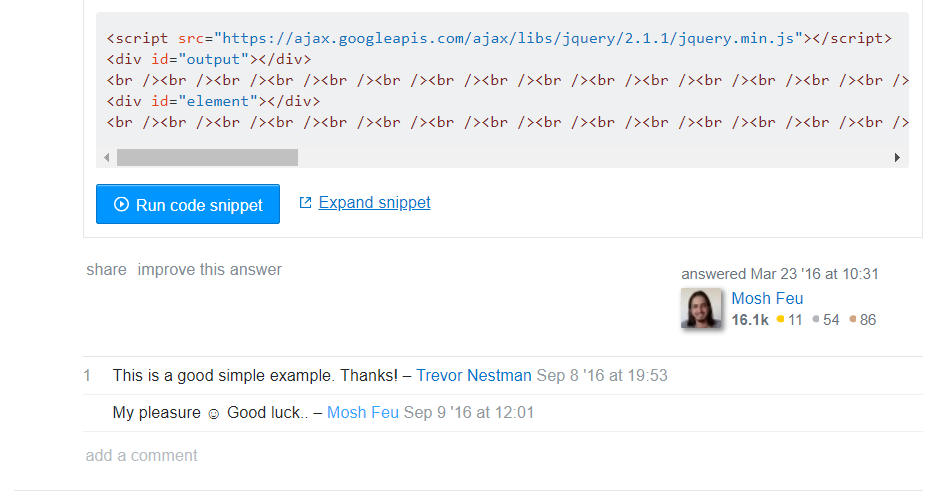 <script src="https://ajax.googleapis.com/ajax/libs/jquery/2.1.1/jquery.min.js"></script>
<div id="output"></div>
<br /><br /><br /><br /><br /><br /><br /><br /><br /><br /><br /><br /><br /><br /><br />
<div id="element"></div>
<br /><br /><br /><br /><br /><br /><br /><br /><br /><br /><br /><br /><br /><br /><br />
Run code snippet Expand snippet
share improve this answer
answered Mar 23 '16 at 10:31
Mosh Feu
16.1k 11 54 86
1 This is a good simple example. Thanks! – Trevor Nestman Sep 8 '16 at 19:53
My pleasure ☺ Good luck.. – Mosh Feu Sep 9 '16 at 12:01
add a comment